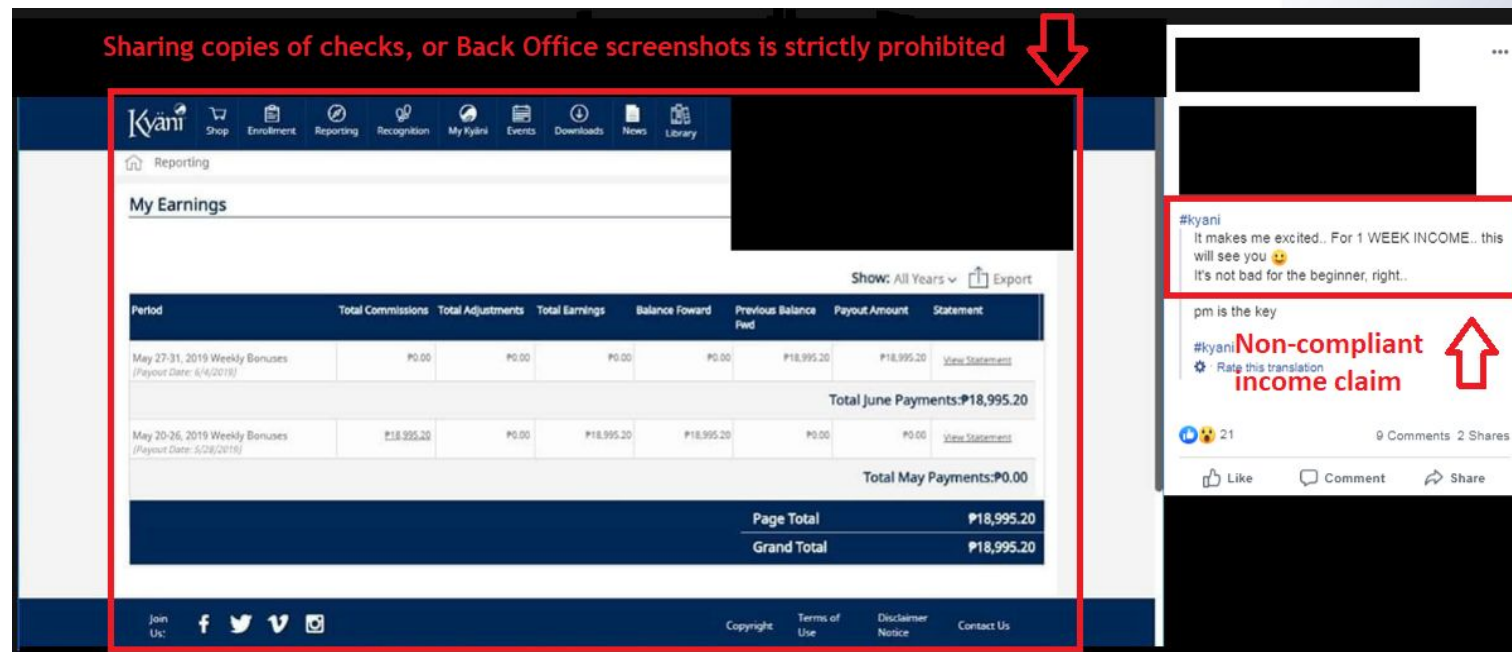 Sharing copies of checks, or Back Office screenshots is strictly prohibited
Kyäni
Shop Enrollment Reporting Recognition My Kyäni Events Downloads News Library
Reporting
My Earnings
Show: All Years Export
Period Total Commissions Total Adjustments Total Earnings Balance Foward Previous Balance Fwd Payout Amount Statement
May 27-31, 2019 Weekly Bonuses ₱0.00 ₱0.00 ₱0.00 ₱0.00 ₱18,995.20 ₱18,995.20 View Statement
(Payout Date: 6/4/2019)
Total June Payments:₱18,995.20
May 20-26, 2019 Weekly Bonuses ₱18,995.20 ₱0.00 ₱18,995.20 ₱18,995.20 ₱0.00 ₱0.00 View Statement
(Payout Date: 5/28/2019)
Total May Payments:₱0.00
Page Total ₱18,995.20
Grand Total ₱18,995.20
Join Us:
Copyright Terms of Use Disclaimer Notice Contact Us
#kyani
It makes me excited.. For 1 WEEK INCOME.. this
will see you
It's not bad for the beginner, right..
pm is the key
#kyani
Non-compliant
Rate this translation
income claim
21 9 Comments 2 Shares
Like Comment Share